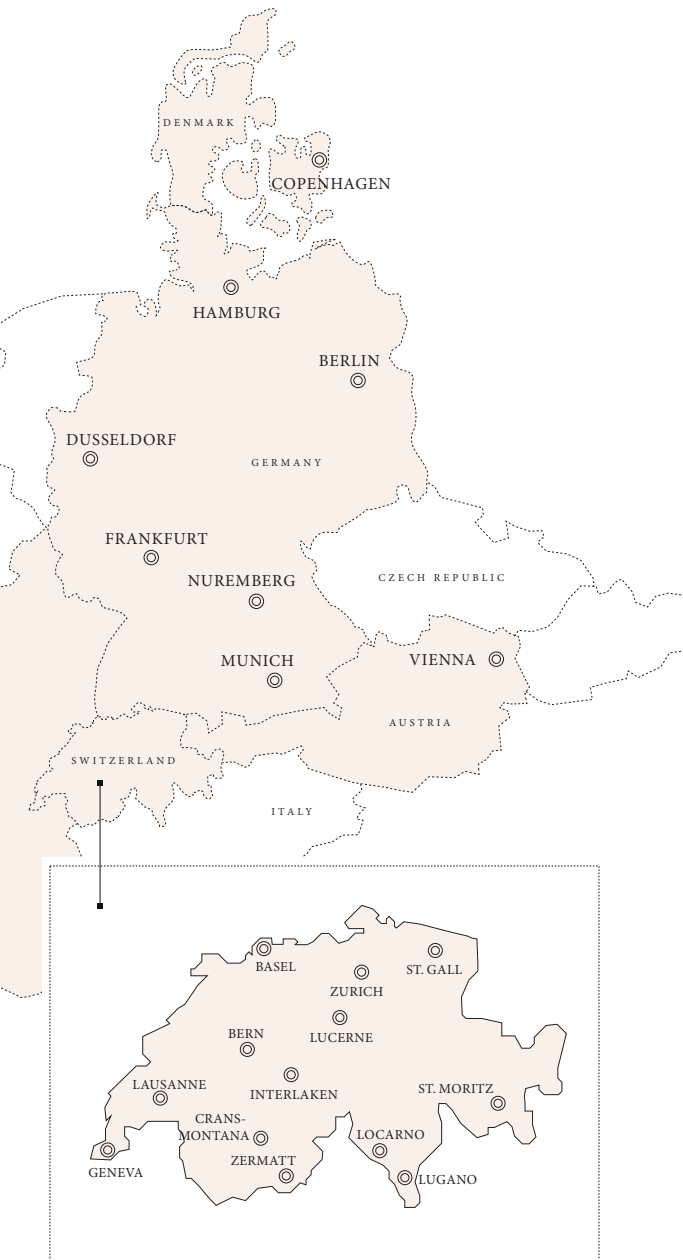 DENMARK
COPENHAGEN
HAMBURG
BERLIN
DUSSELDORF
GERMANY
FRANKFURT
NUREMBERG
CZECH REPUBLIC
MUNICH
VIENNA
AUSTRIA
SWITZERLAND
ITALY
BASEL
ST. GALL
ZURICH
BERN
LUCERNE
LAUSANNE
INTERLAKEN
ST. MORITZ
CRANS-
MONTANA
LOCARNO
ZERMATT
GENEVA
LUGANO